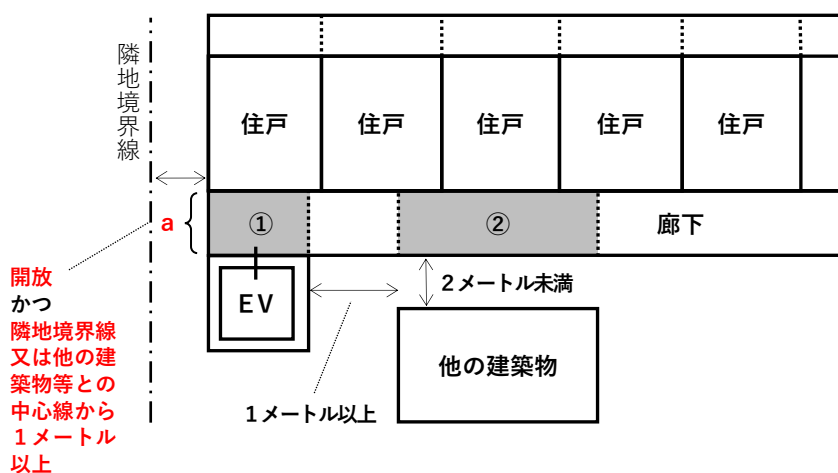 隣地境界線
住戸
住戸
住戸
住戸
住戸
a
①
②
廊下
開放
かつ
隣地境界線
又は他の建
築物等との
中心線から
１メートル
以上
EV
２メートル未満
他の建築物
１メートル以上